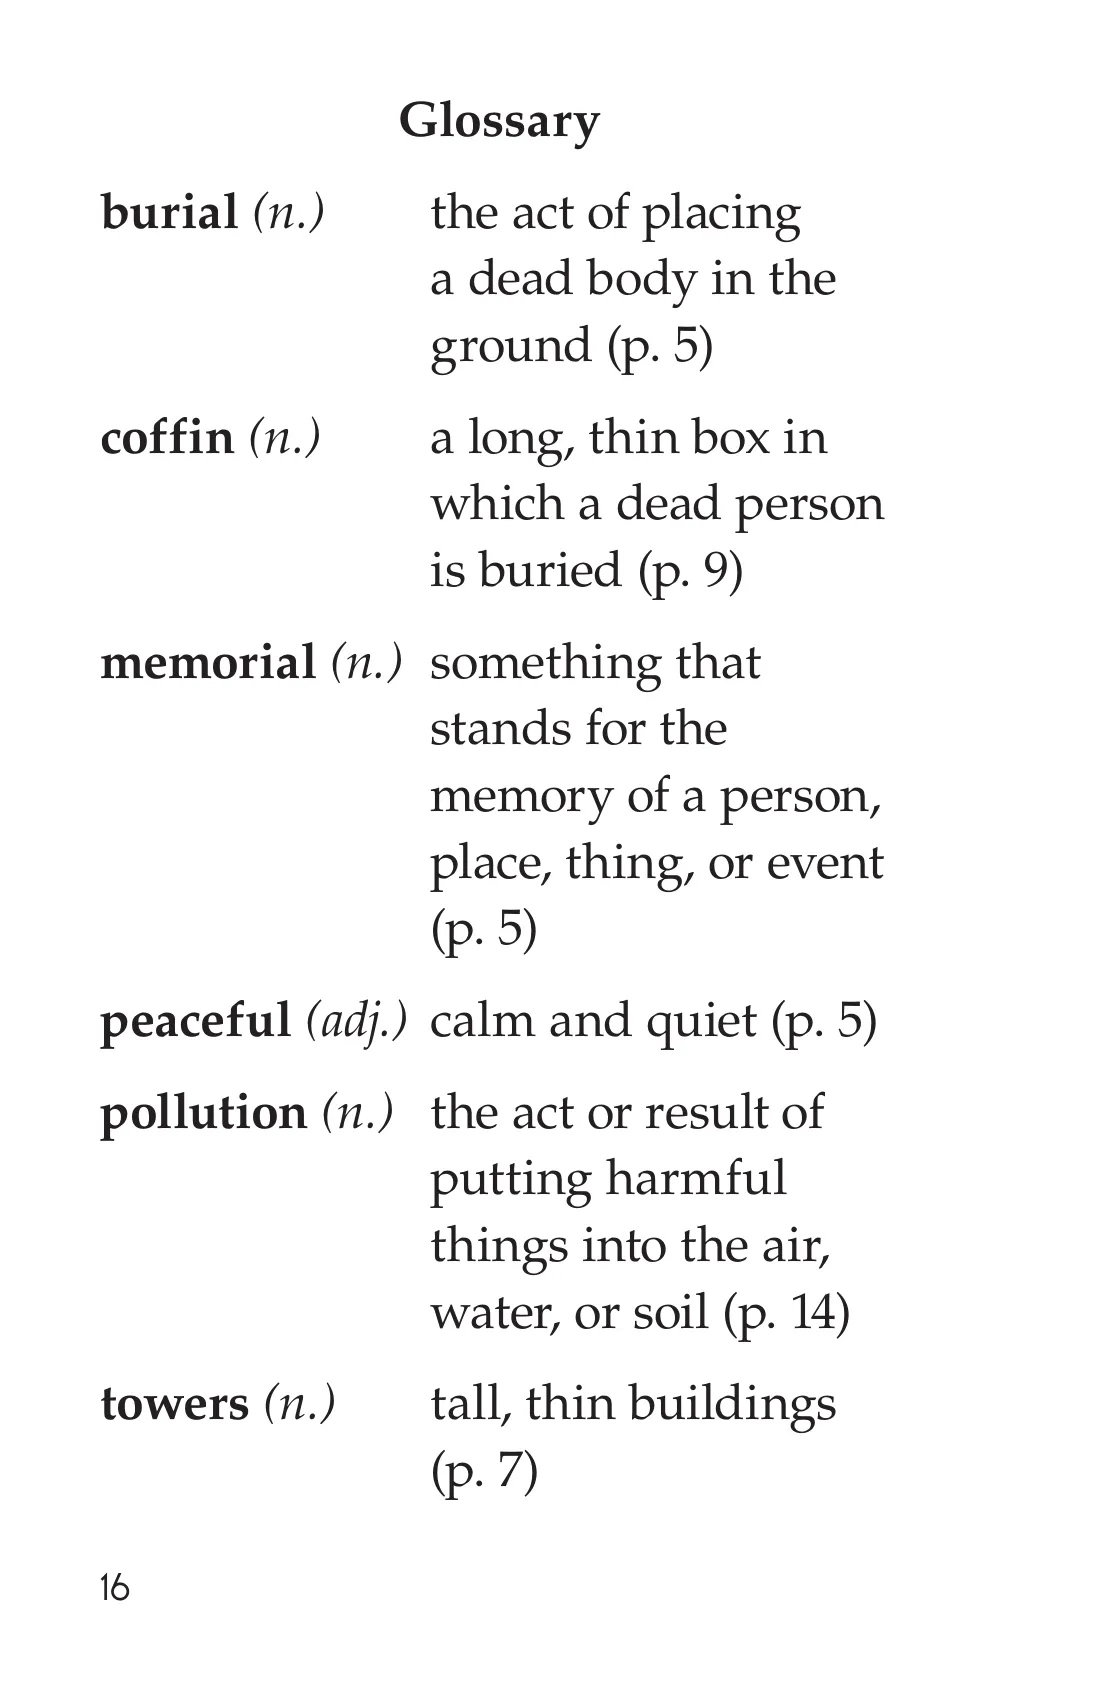 Glossary
burial (n.) the act of placing
a dead body in the
ground (p. 5)
coffin (n.) a long, thin box in
which a dead person
is buried (p. 9)
memorial (n.) something that
stands for the
memory of a person,
place, thing, or event
(p. 5)
peaceful (adj.) calm and quiet (p. 5)
pollution (n.) the act or result of
putting harmful
things into the air,
water, or soil (p. 14)
towers (n.) tall, thin buildings
(p. 7)
16